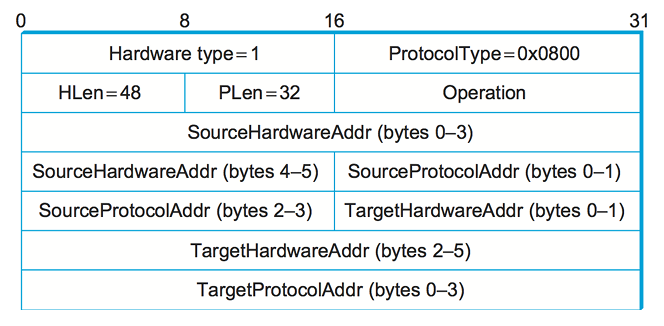 0 8 16 31
Hardware type=1 ProtocolType=0x0800
HLen=48 PLen=32 Operation
SourceHardwareAddr (bytes 0–3)
SourceHardwareAddr (bytes 4–5) SourceProtocolAddr (bytes 0–1)
SourceProtocolAddr (bytes 2–3) TargetHardwareAddr (bytes 0–1)
TargetHardwareAddr (bytes 2–5)
TargetProtocolAddr (bytes 0–3)